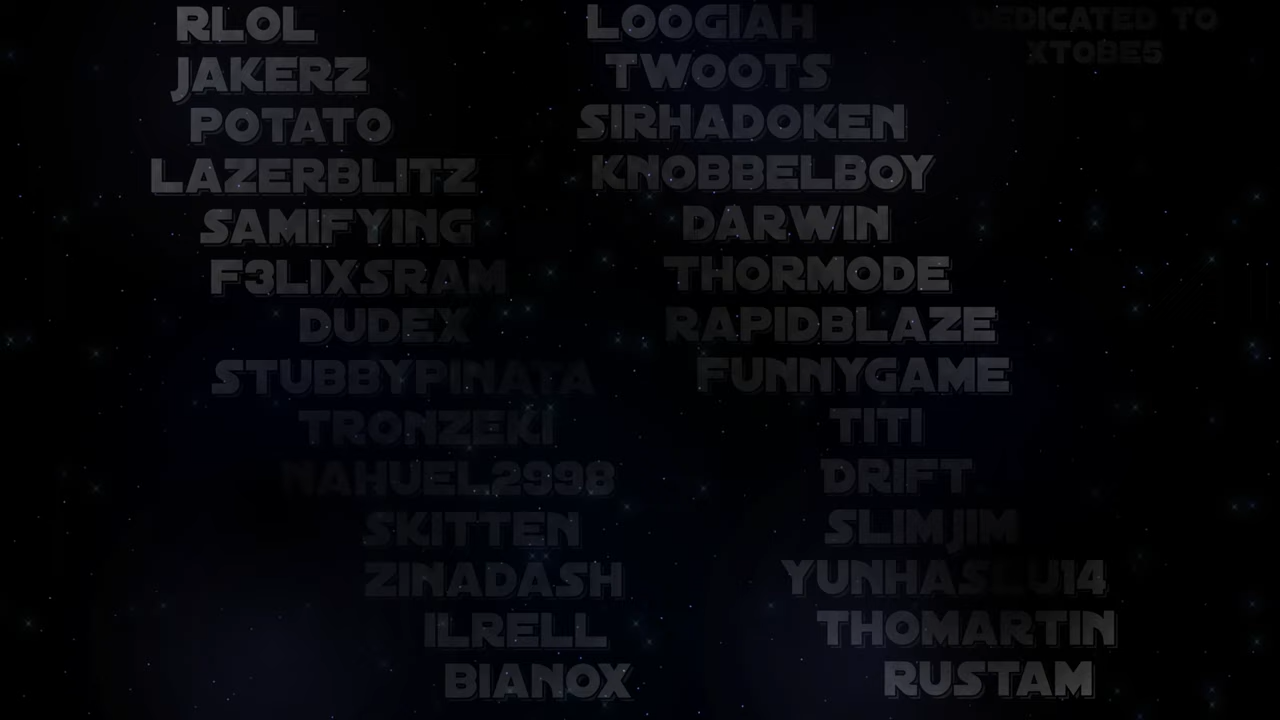 RLOL
JAKERZ
POTATO
LAZERBLITZ
SAMIFYING
F3LIXSRAM
DUDEX
STUBBYPINATA
TRONZEKI
NAHUEL2998
SKITTEN
ZINADASH
ILRELL
BIANOX
LOOGIAH
TWOOTS
SIRHADOKEN
KNOBBELBOY
DARWIN
THORMODE
RAPIDBLAZE
FUNNYGAME
TITI
DRIFT
SLIMJIM
THOMARTIN
RUSTAM
DEDICATED TO
XTOBE5